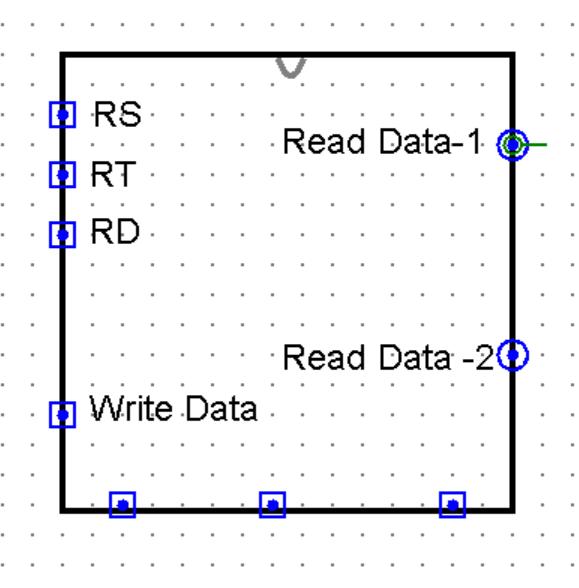 RS
Read Data-1
RT
RD
Read Data -2
Write Data